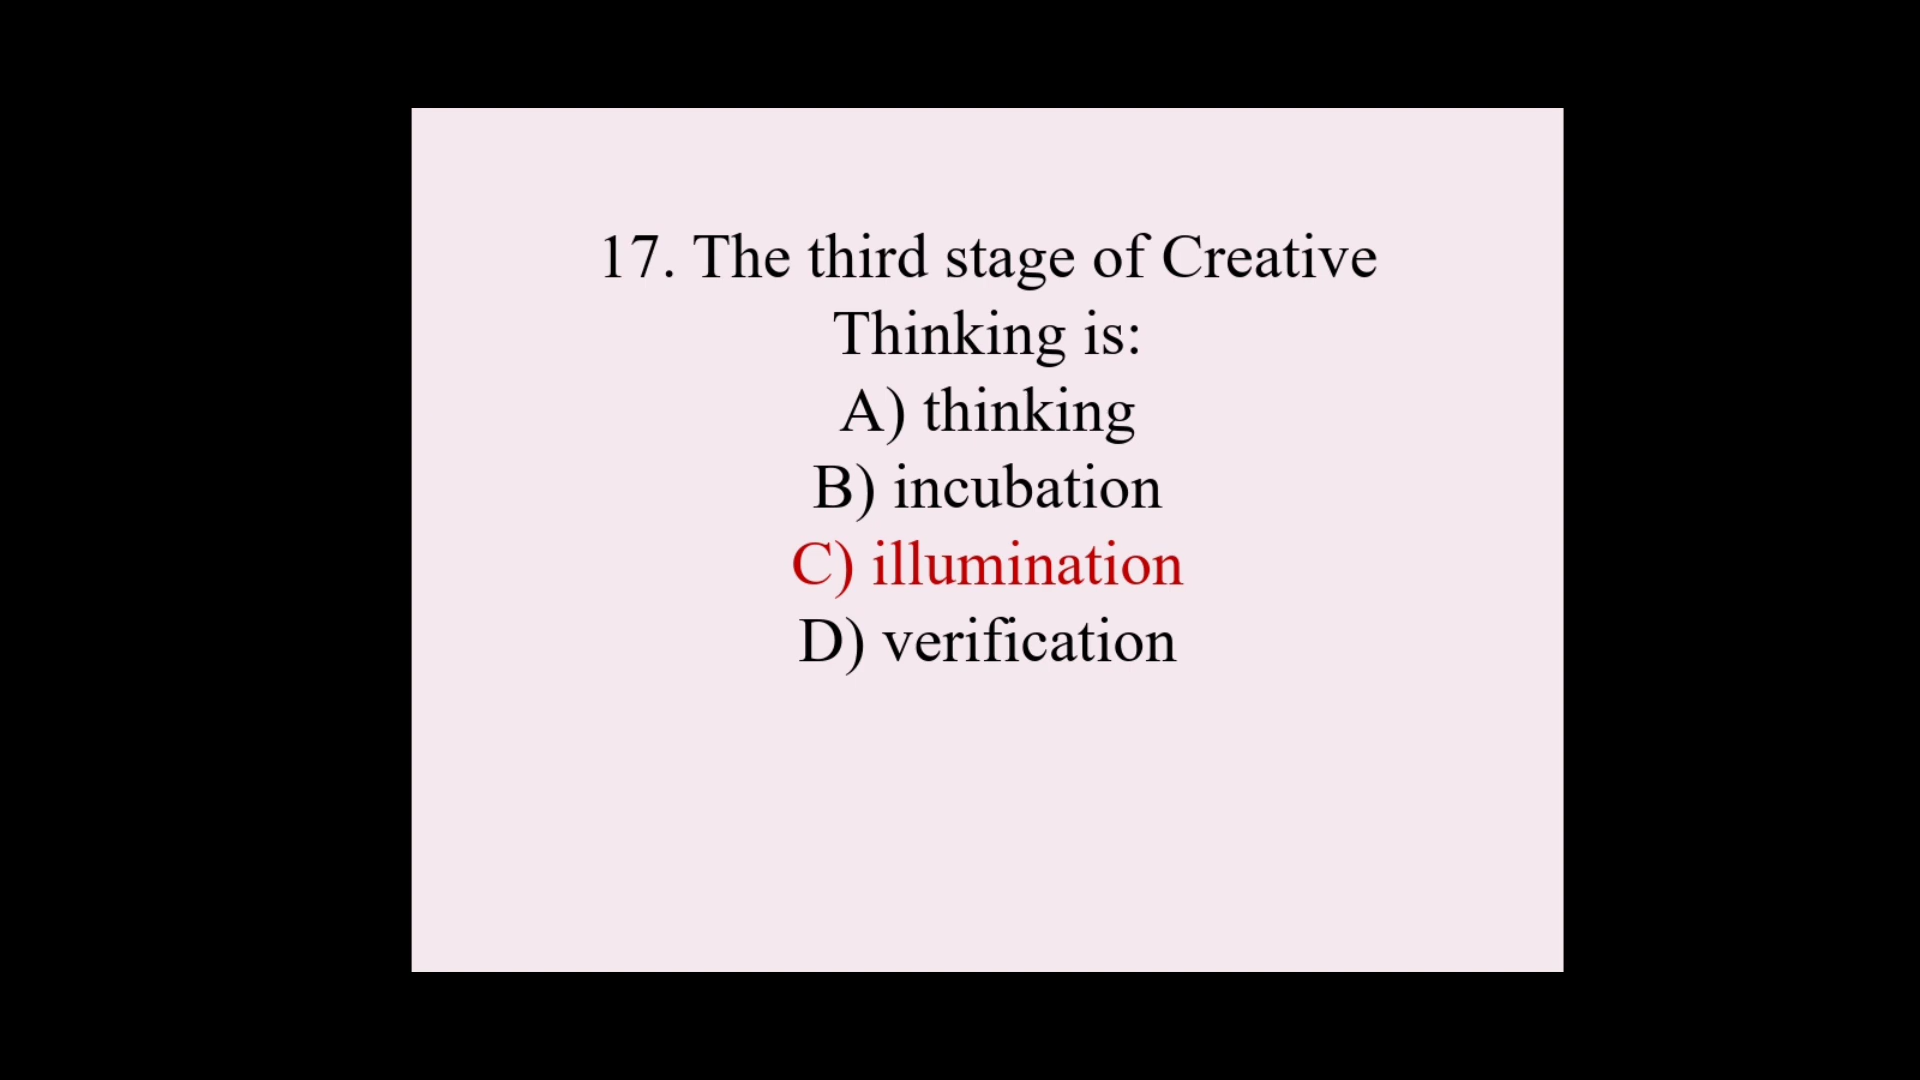 17. The third stage of Creative
Thinking is:
A) thinking
B) incubation
C) illumination
D) verification